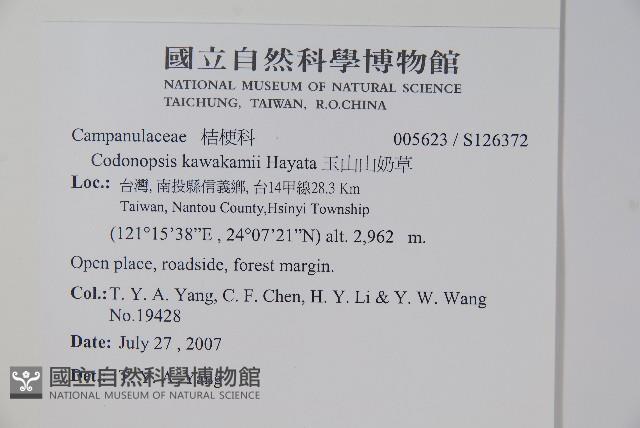 國立自然科學博物館
NATIONAL MUSEUM OF NATURAL SCIENCE
TAICHUNG, TAIWAN, R.O.CHINA
Campanulaceae 桔梗科 005623 / S126372
Codonopsis kawakamii Hayata 玉山山奶草
Loc.: 台灣, 南投縣信義鄉, 台14甲線28.3 Km
Taiwan, Nantou County,Hsinyi Township
(121°15’38”E , 24°07’21”N) alt. 2,962 m.
Open place, roadside, forest margin.
Col.: T. Y. A. Yang, C. F. Chen, H. Y. Li & Y. W. Wang
No.19428
Date: July 27 , 2007
Det.: T. Y. A. Yang
國立自然科學博物館
NATIONAL MUSEUM OF NATURAL SCIENCE